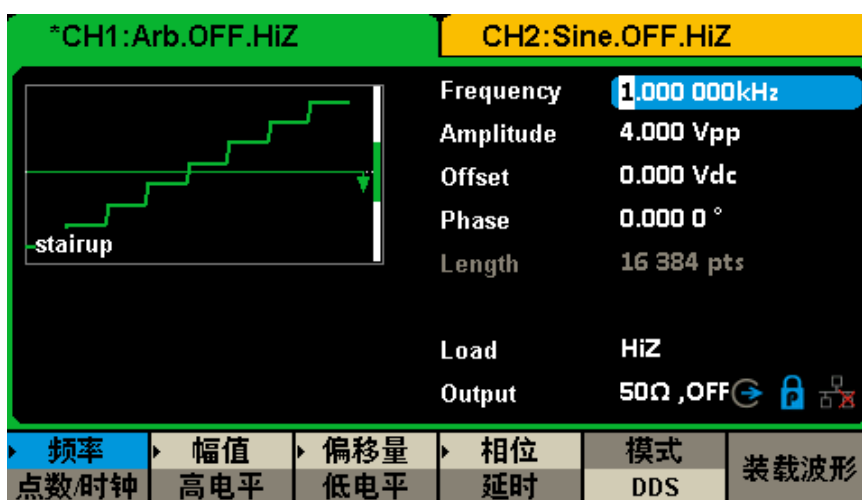 *CH1:Arb.OFF.HiZ
CH2:Sine.OFF.HiZ
stairup
Frequency 1.000 000kHz
Amplitude 4.000 Vpp
Offset 0.000 Vdc
Phase 0.000 0 °
Length 16 384 pts
Load HiZ
Output 50Ω ,OFF P
频率 幅值 偏移量 相位 模式 装载波形
点数/时钟 高电平 低电平 延时 DDS